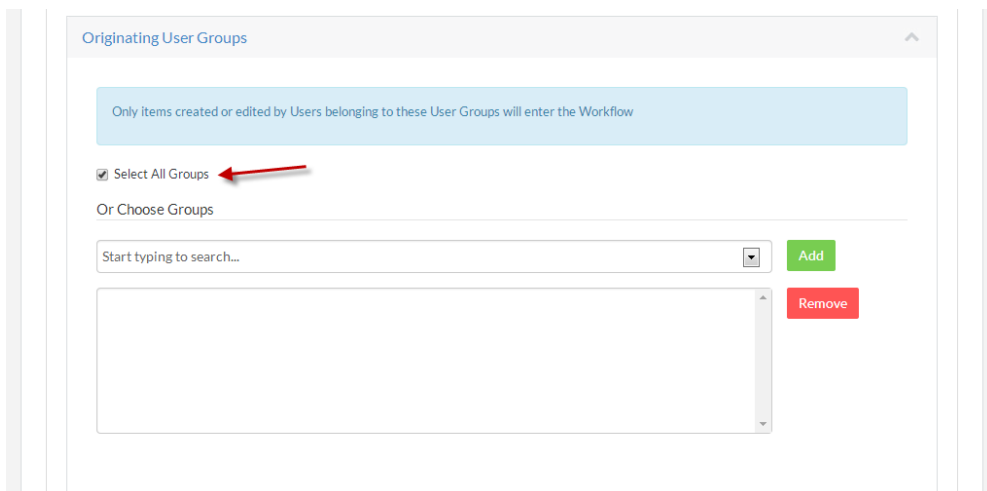 Originating User Groups
Only items created or edited by Users belonging to these User Groups will enter the Workflow
Select All Groups
Or Choose Groups
Start typing to search...
Add
Remove